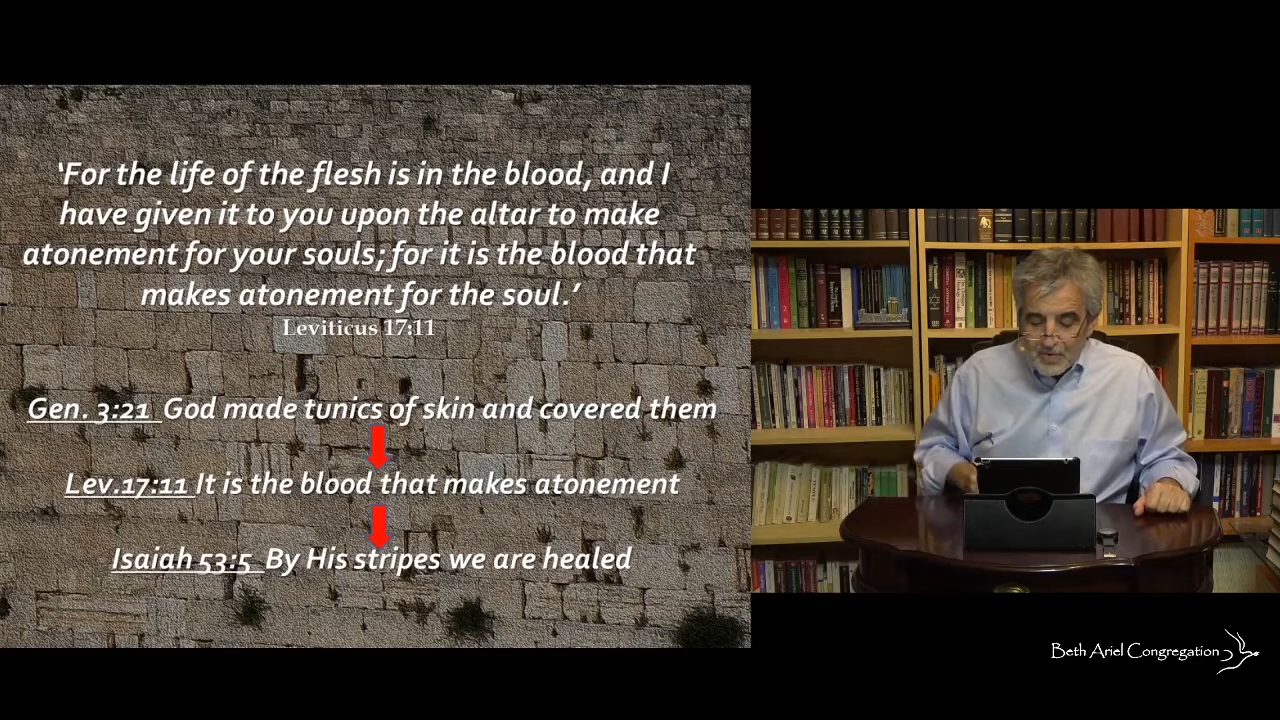 ‘For the life of the flesh is in the blood, and I
have given it to you upon the altar to make
atonement for your souls; for it is the blood that
makes atonement for the soul.’
Leviticus 17:11
Gen. 3:21 God made tunics of skin and covered them
Lev.17:11 It is the blood that makes atonement
Isaiah 53:5 By His stripes we are healed
Beth Ariel Congregation